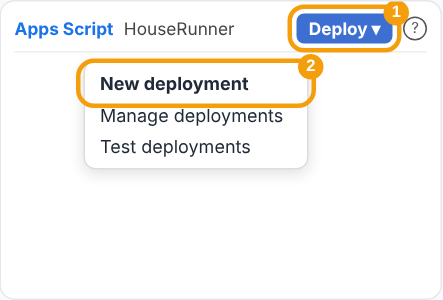 Apps Script HouseRunner Deploy ▾ 1 ?
New deployment 2
Manage deployments
Test deployments